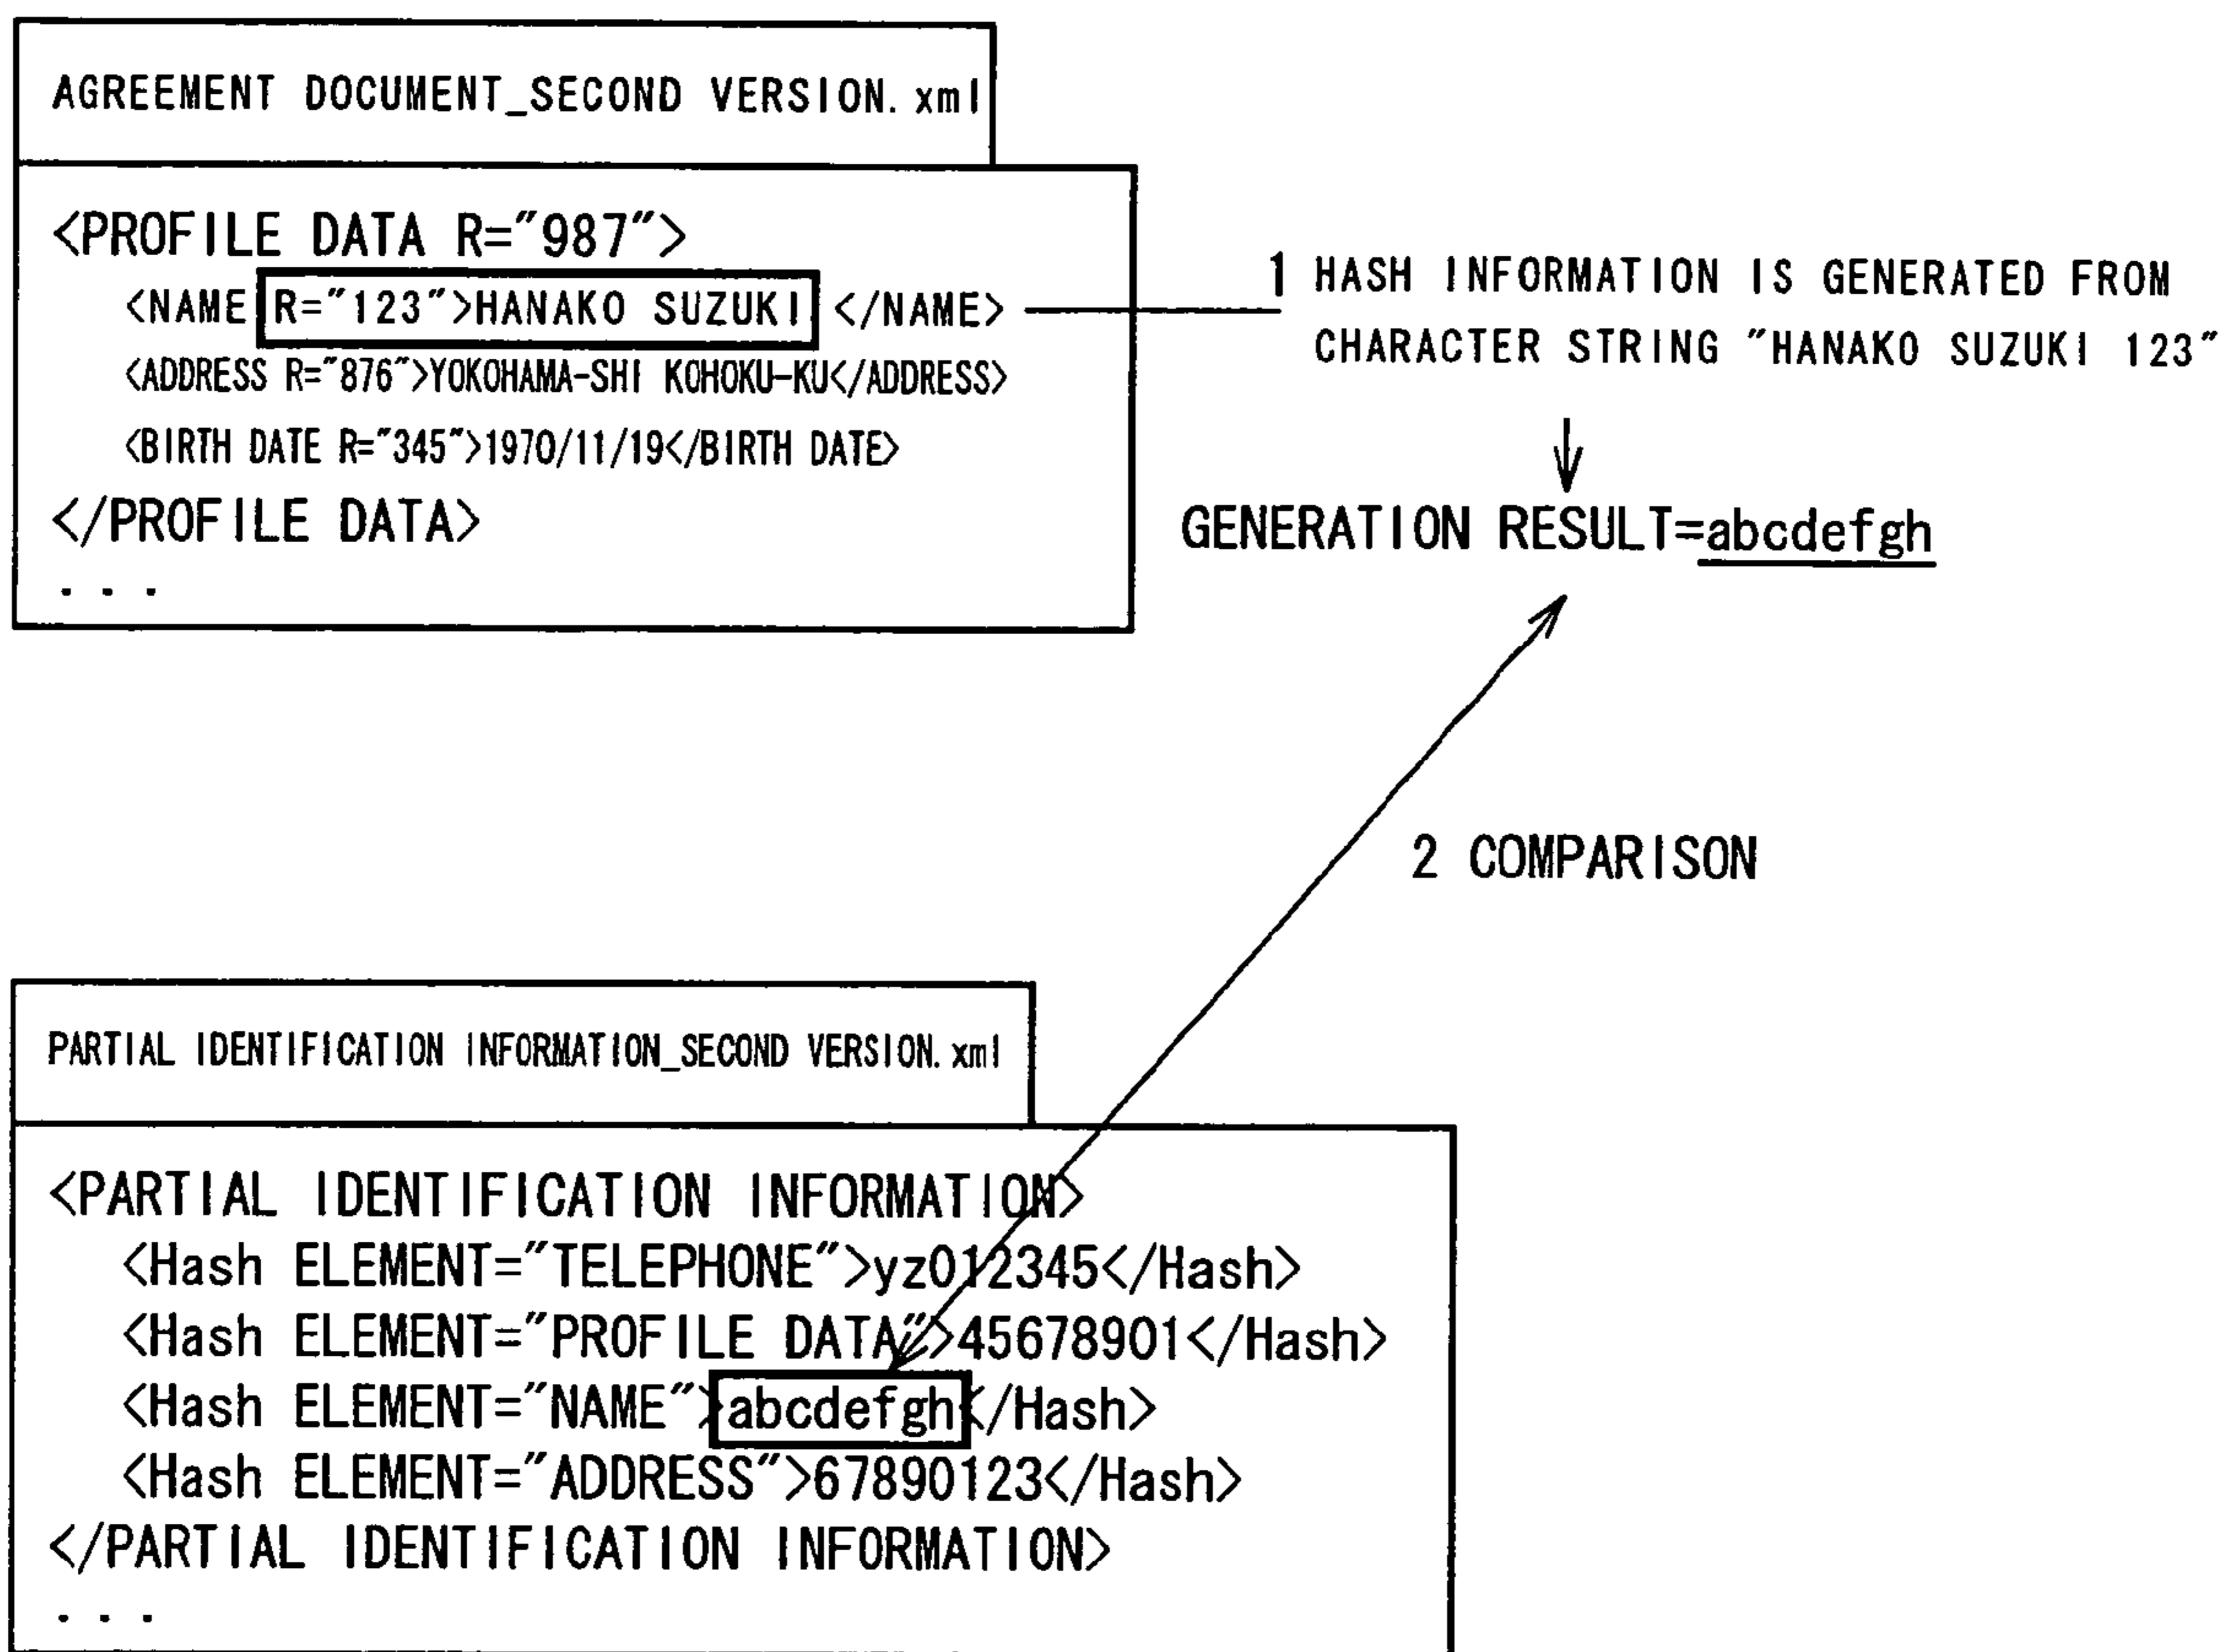 AGREEMENT DOCUMENT_SECOND VERSION.xml
<PROFILE DATA R="987">
<NAME R="123">HANAKO SUZUKI </NAME>
<ADDRESS R="876">YOKOHAMA-SHI KOHOKU-KU</ADDRESS>
<BIRTH DATE R="345">1970/11/19</BIRTH DATE>
</PROFILE DATA>
...
1 HASH INFORMATION IS GENERATED FROM
CHARACTER STRING "HANAKO SUZUKI 123"
GENERATION RESULT=abcdefgh
2 COMPARISON
PARTIAL IDENTIFICATION INFORMATION_SECOND VERSION.xml
<PARTIAL IDENTIFICATION INFORMATION>
<Hash ELEMENT="TELEPHONE">yz012345</Hash>
<Hash ELEMENT="PROFILE DATA">45678901</Hash>
<Hash ELEMENT="NAME">abcdefgh</Hash>
<Hash ELEMENT="ADDRESS">67890123</Hash>
</PARTIAL IDENTIFICATION INFORMATION>
...